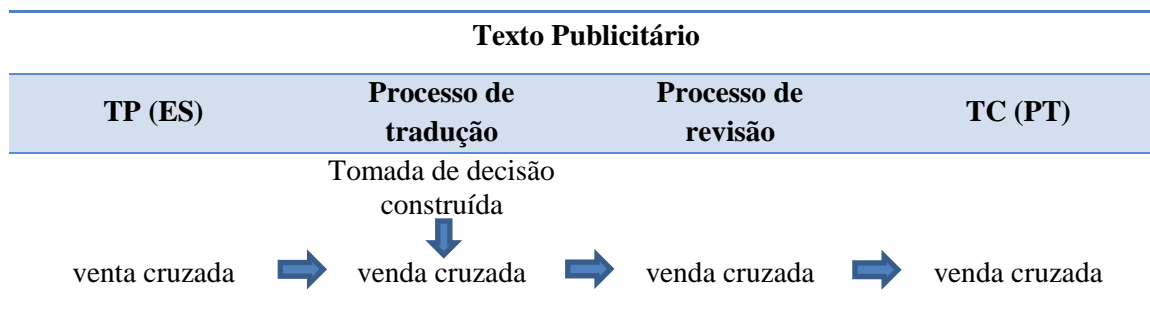 Texto Publicitário
TP (ES)
Processo de
tradução
Processo de
revisão
TC (PT)
Tomada de decisão
construída
venta cruzada
venda cruzada
venda cruzada
venda cruzada